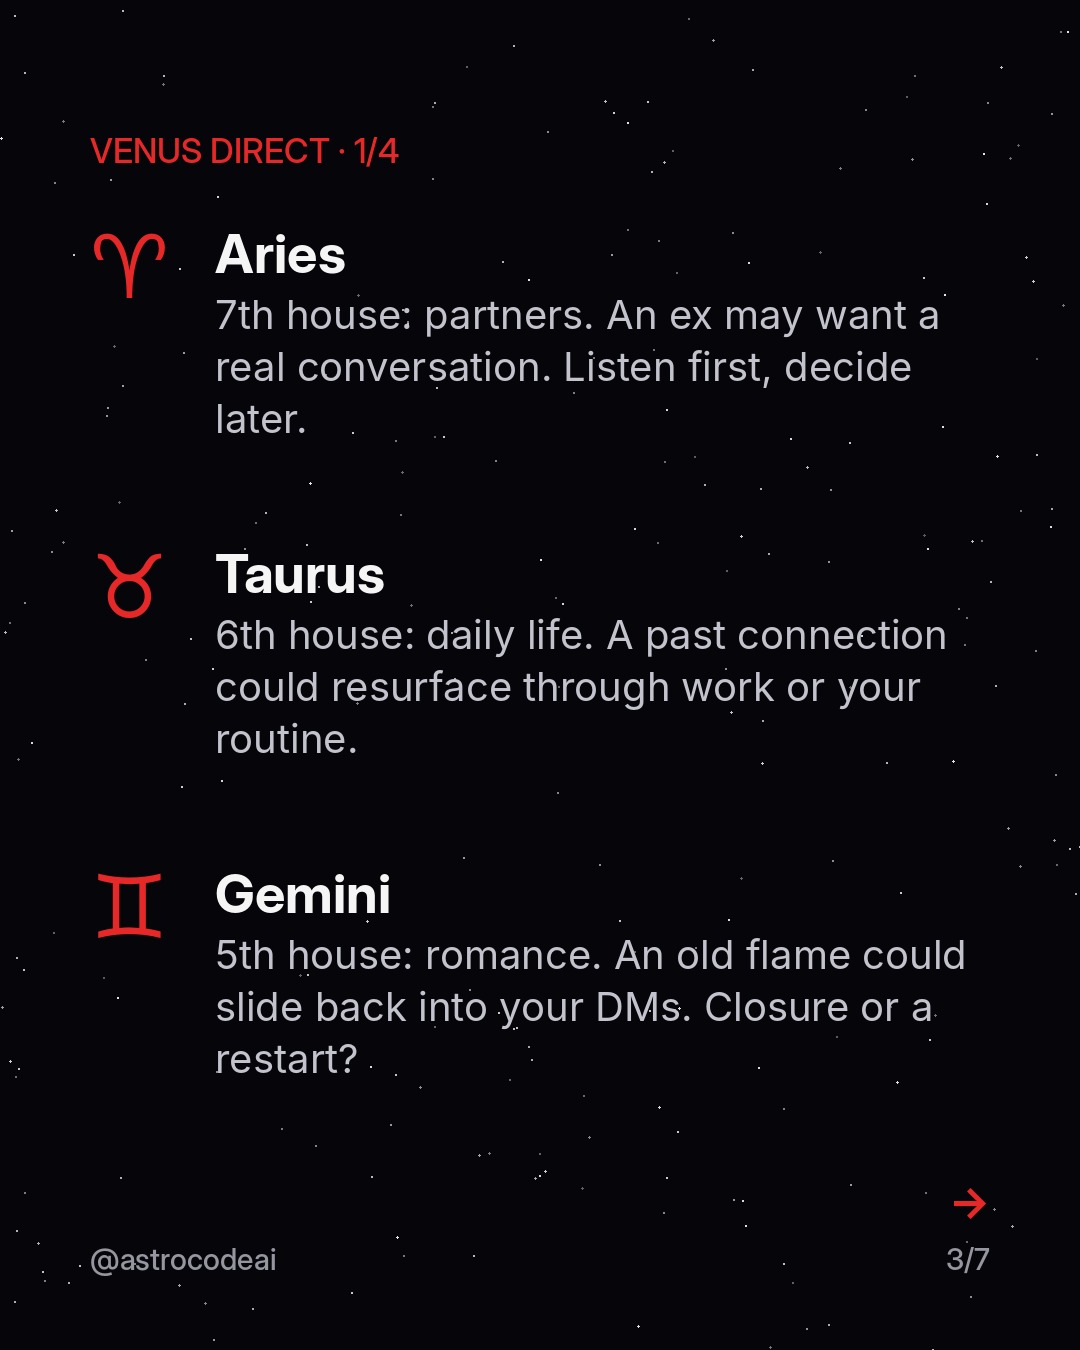 VENUS DIRECT · 1/4
♈ Aries
7th house: partners. An ex may want a
real conversation. Listen first, decide
later.
♉ Taurus
6th house: daily life. A past connection
could resurface through work or your
routine.
♊ Gemini
5th house: romance. An old flame could
slide back into your DMs. Closure or a
restart?
→
@astrocodeai
3/7